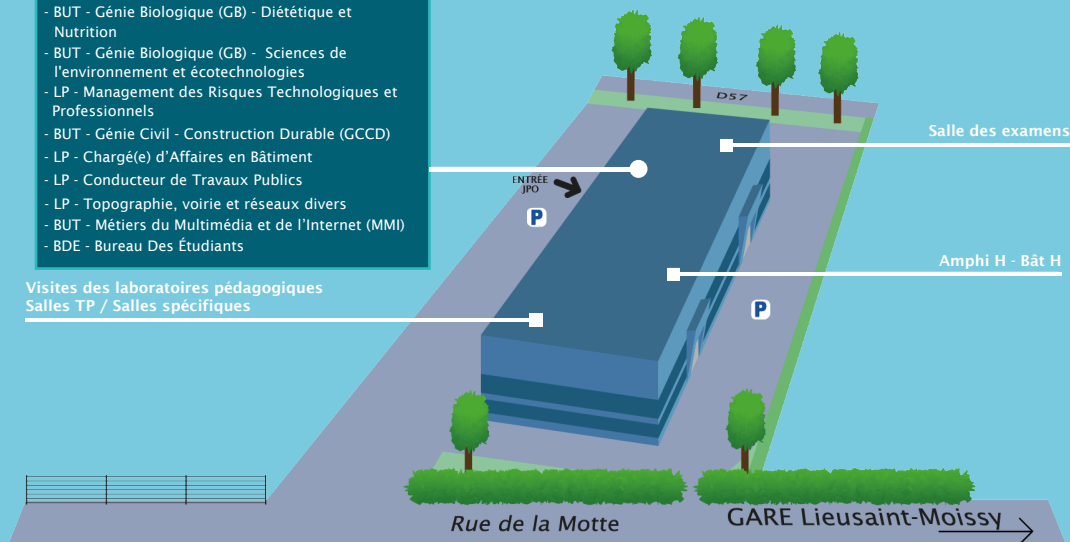 - BUT - Génie Biologique (GB) - Diététique et
Nutrition
- BUT - Génie Biologique (GB) - Sciences de
l'environnement et écotechnologies
- LP - Management des Risques Technologiques et
Professionnels
- BUT - Génie Civil - Construction Durable (GCCD)
- LP - Chargé(e) d'Affaires en Bâtiment
- LP - Conducteur de Travaux Publics
- LP - Topographie, voirie et réseaux divers
- BUT - Métiers du Multimédia et de l'Internet (MMI)
- BDE - Bureau Des Étudiants
D57
Salle des examens
ENTRÉE
JPO
P
Amphi H - Bât H
Visites des laboratoires pédagogiques
Salles TP / Salles spécifiques
P
Rue de la Motte
GARE Lieusaint-Moissy